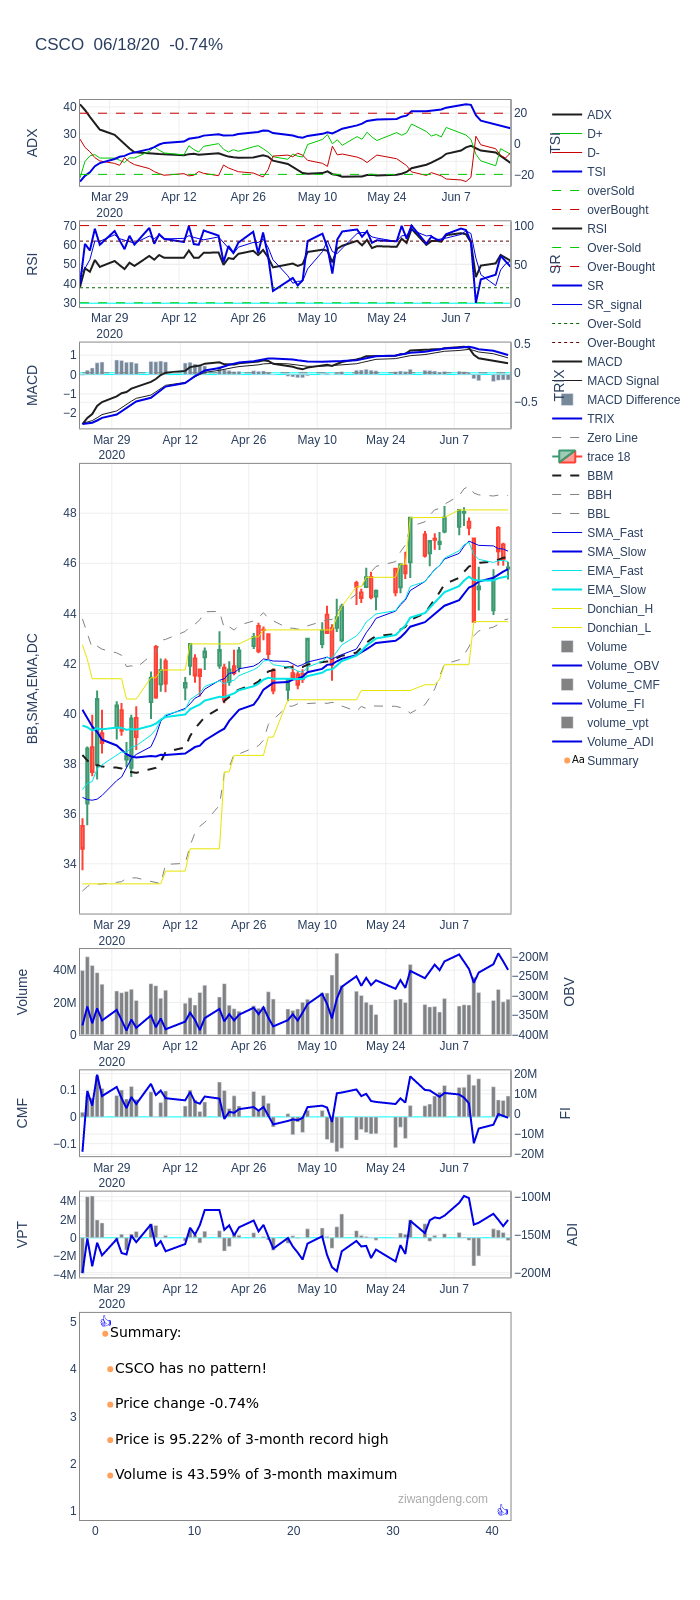 CSCO  06/18/20  -0.74%
ADX
40
30
20
20
0
−20
TSI
Mar 29
2020
Apr 12
Apr 26
May 10
May 24
Jun 7
RSI
70
60
50
40
30
100
50
0
SR
Mar 29
2020
Apr 12
Apr 26
May 10
May 24
Jun 7
MACD
1
0
−1
−2
0.5
0
−0.5
TRIX
Mar 29
2020
Apr 12
Apr 26
May 10
May 24
Jun 7
BB,SMA,EMA,DC
48
46
44
42
40
38
36
34
Mar 29
2020
Apr 12
Apr 26
May 10
May 24
Jun 7
Volume
40M
20M
0
−200M
−250M
−300M
−350M
−400M
OBV
Mar 29
2020
Apr 12
Apr 26
May 10
May 24
Jun 7
CMF
0.1
0
−0.1
20M
10M
0
−10M
−20M
FI
Mar 29
2020
Apr 12
Apr 26
May 10
May 24
Jun 7
VPT
4M
2M
0
−2M
−4M
−100M
−150M
−200M
ADI
Mar 29
2020
Apr 12
Apr 26
May 10
May 24
Jun 7
5
4
3
2
1
👍
Summary:
CSCO has no pattern!
Price change -0.74%
Price is 95.22% of 3-month record high
Volume is 43.59% of 3-month maximum
ziwangdeng.com
👍
0
10
20
30
40
ADX
D+
D-
TSI
overSold
overBought
RSI
Over-Sold
Over-Bought
SR
SR_signal
Over-Sold
Over-Bought
MACD
MACD Signal
MACD Difference
TRIX
Zero Line
trace 18
BBM
BBH
BBL
SMA_Fast
SMA_Slow
EMA_Fast
EMA_Slow
Donchian_H
Donchian_L
Volume
Volume_OBV
Volume_CMF
Volume_FI
volume_vpt
Volume_ADI
Aa Summary